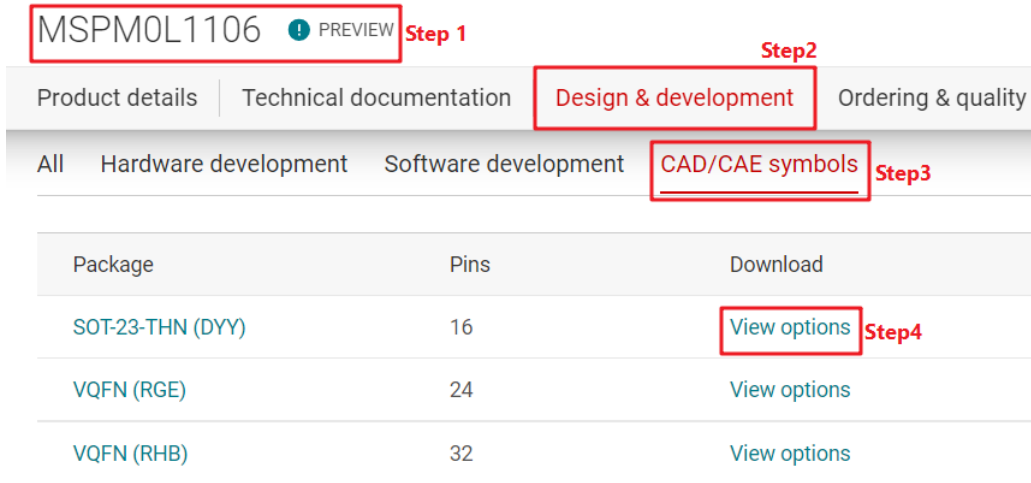 MSPM0L1106 ! PREVIEW Step 1
Step2
Product details Technical documentation Design & development Ordering & quality
All Hardware development Software development CAD/CAE symbols Step3
Package Pins Download
SOT-23-THN (DYY) 16 View options Step4
VQFN (RGE) 24 View options
VQFN (RHB) 32 View options